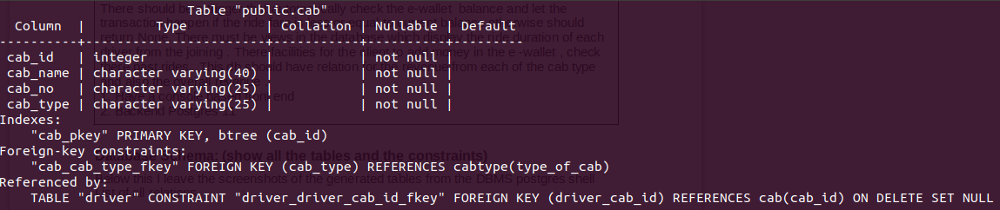 Table "public.cab"
Column | Type | Collation | Nullable | Default
----------+-----------------------+-----------+----------+---------
cab_id | integer | | not null |
cab_name | character varying(40) | | not null |
cab_no | character varying(25) | | not null |
cab_type | character varying(25) | | not null |
Indexes:
"cab_pkey" PRIMARY KEY, btree (cab_id)
Foreign-key constraints:
"cab_cab_type_fkey" FOREIGN KEY (cab_type) REFERENCES cabtype(type_of_cab)
Referenced by:
TABLE "driver" CONSTRAINT "driver_driver_cab_id_fkey" FOREIGN KEY (driver_cab_id) REFERENCES cab(cab_id) ON DELETE SET NULL